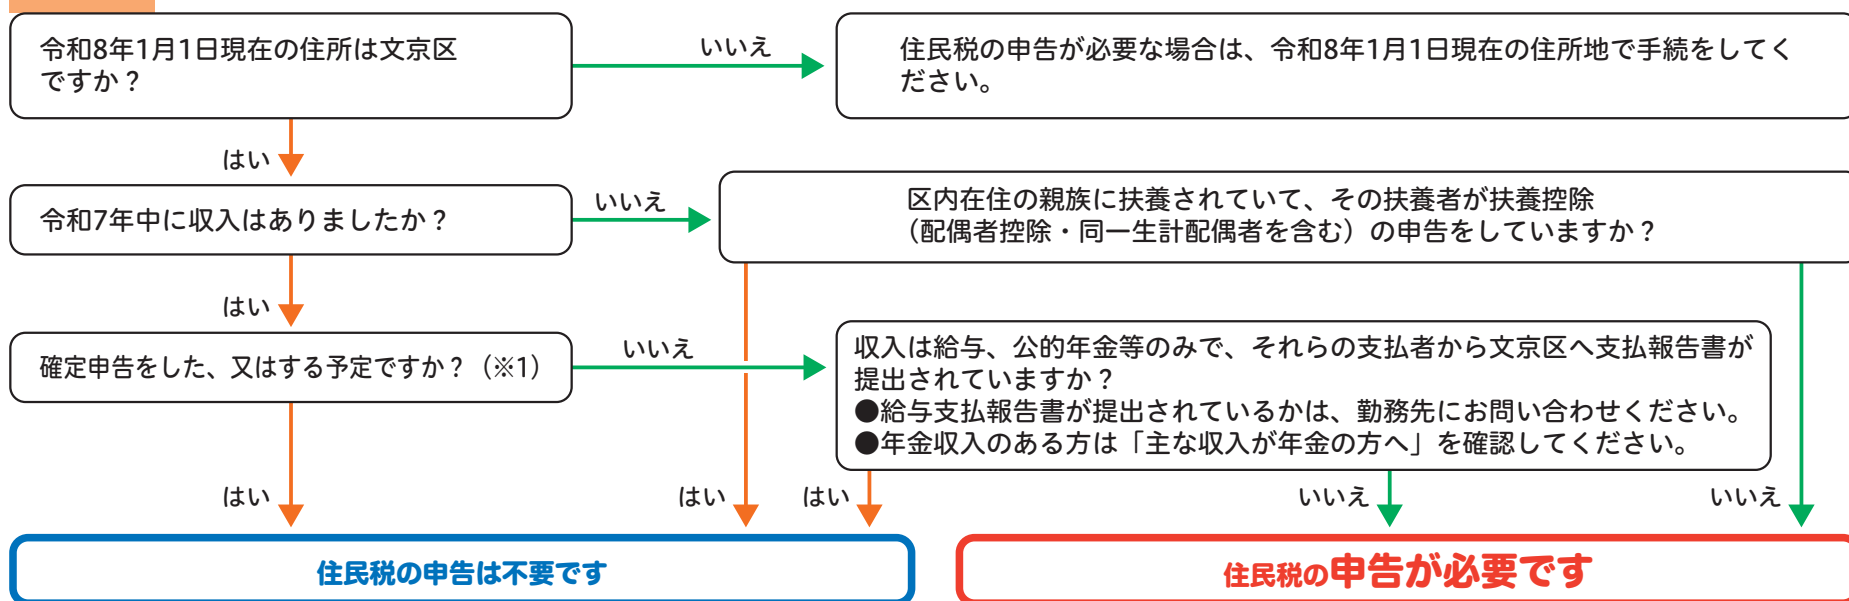 令和8年1月1日現在の住所は文京区
ですか？
いいえ
住民税の申告が必要な場合は、令和8年1月1日現在の住所地で手続をしてく
ださい。
はい
令和7年中に収入はありましたか？
いいえ
区内在住の親族に扶養されていて、その扶養者が扶養控除
（配偶者控除・同一生計配偶者を含む）の申告をしていますか？
はい
確定申告をした、又はする予定ですか？（※1）
いいえ
収入は給与、公的年金等のみで、それらの支払者から文京区へ支払報告書が
提出されていますか？
●給与支払報告書が提出されているかは、勤務先にお問い合わせください。
●年金収入のある方は「主な収入が年金の方へ」を確認してください。
はい
はい
はい
いいえ
いいえ
住民税の申告は不要です
住民税の申告が必要です